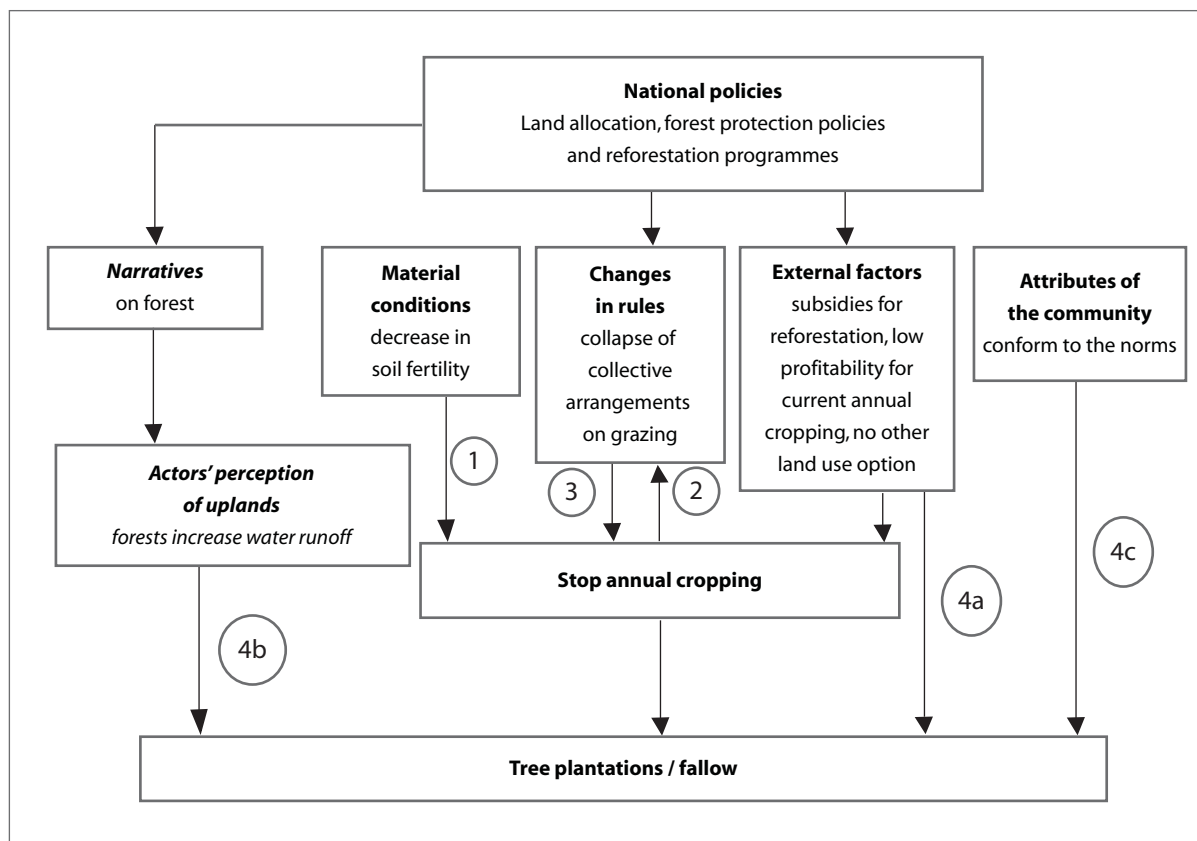 National policies
Land allocation, forest protection policies
and reforestation programmes
Narratives
on forest
Material
conditions
decrease in
soil fertility
Changes
in rules
collapse of
collective
arrangements
on grazing
External factors
subsidies for
reforestation, low
profitability for
current annual
cropping, no other
land use option
Attributes of
the community
conform to the norms
Actors' perception
of uplands
forests increase water runoff
1
3
2
Stop annual cropping
4c
4a
4b
Tree plantations / fallow